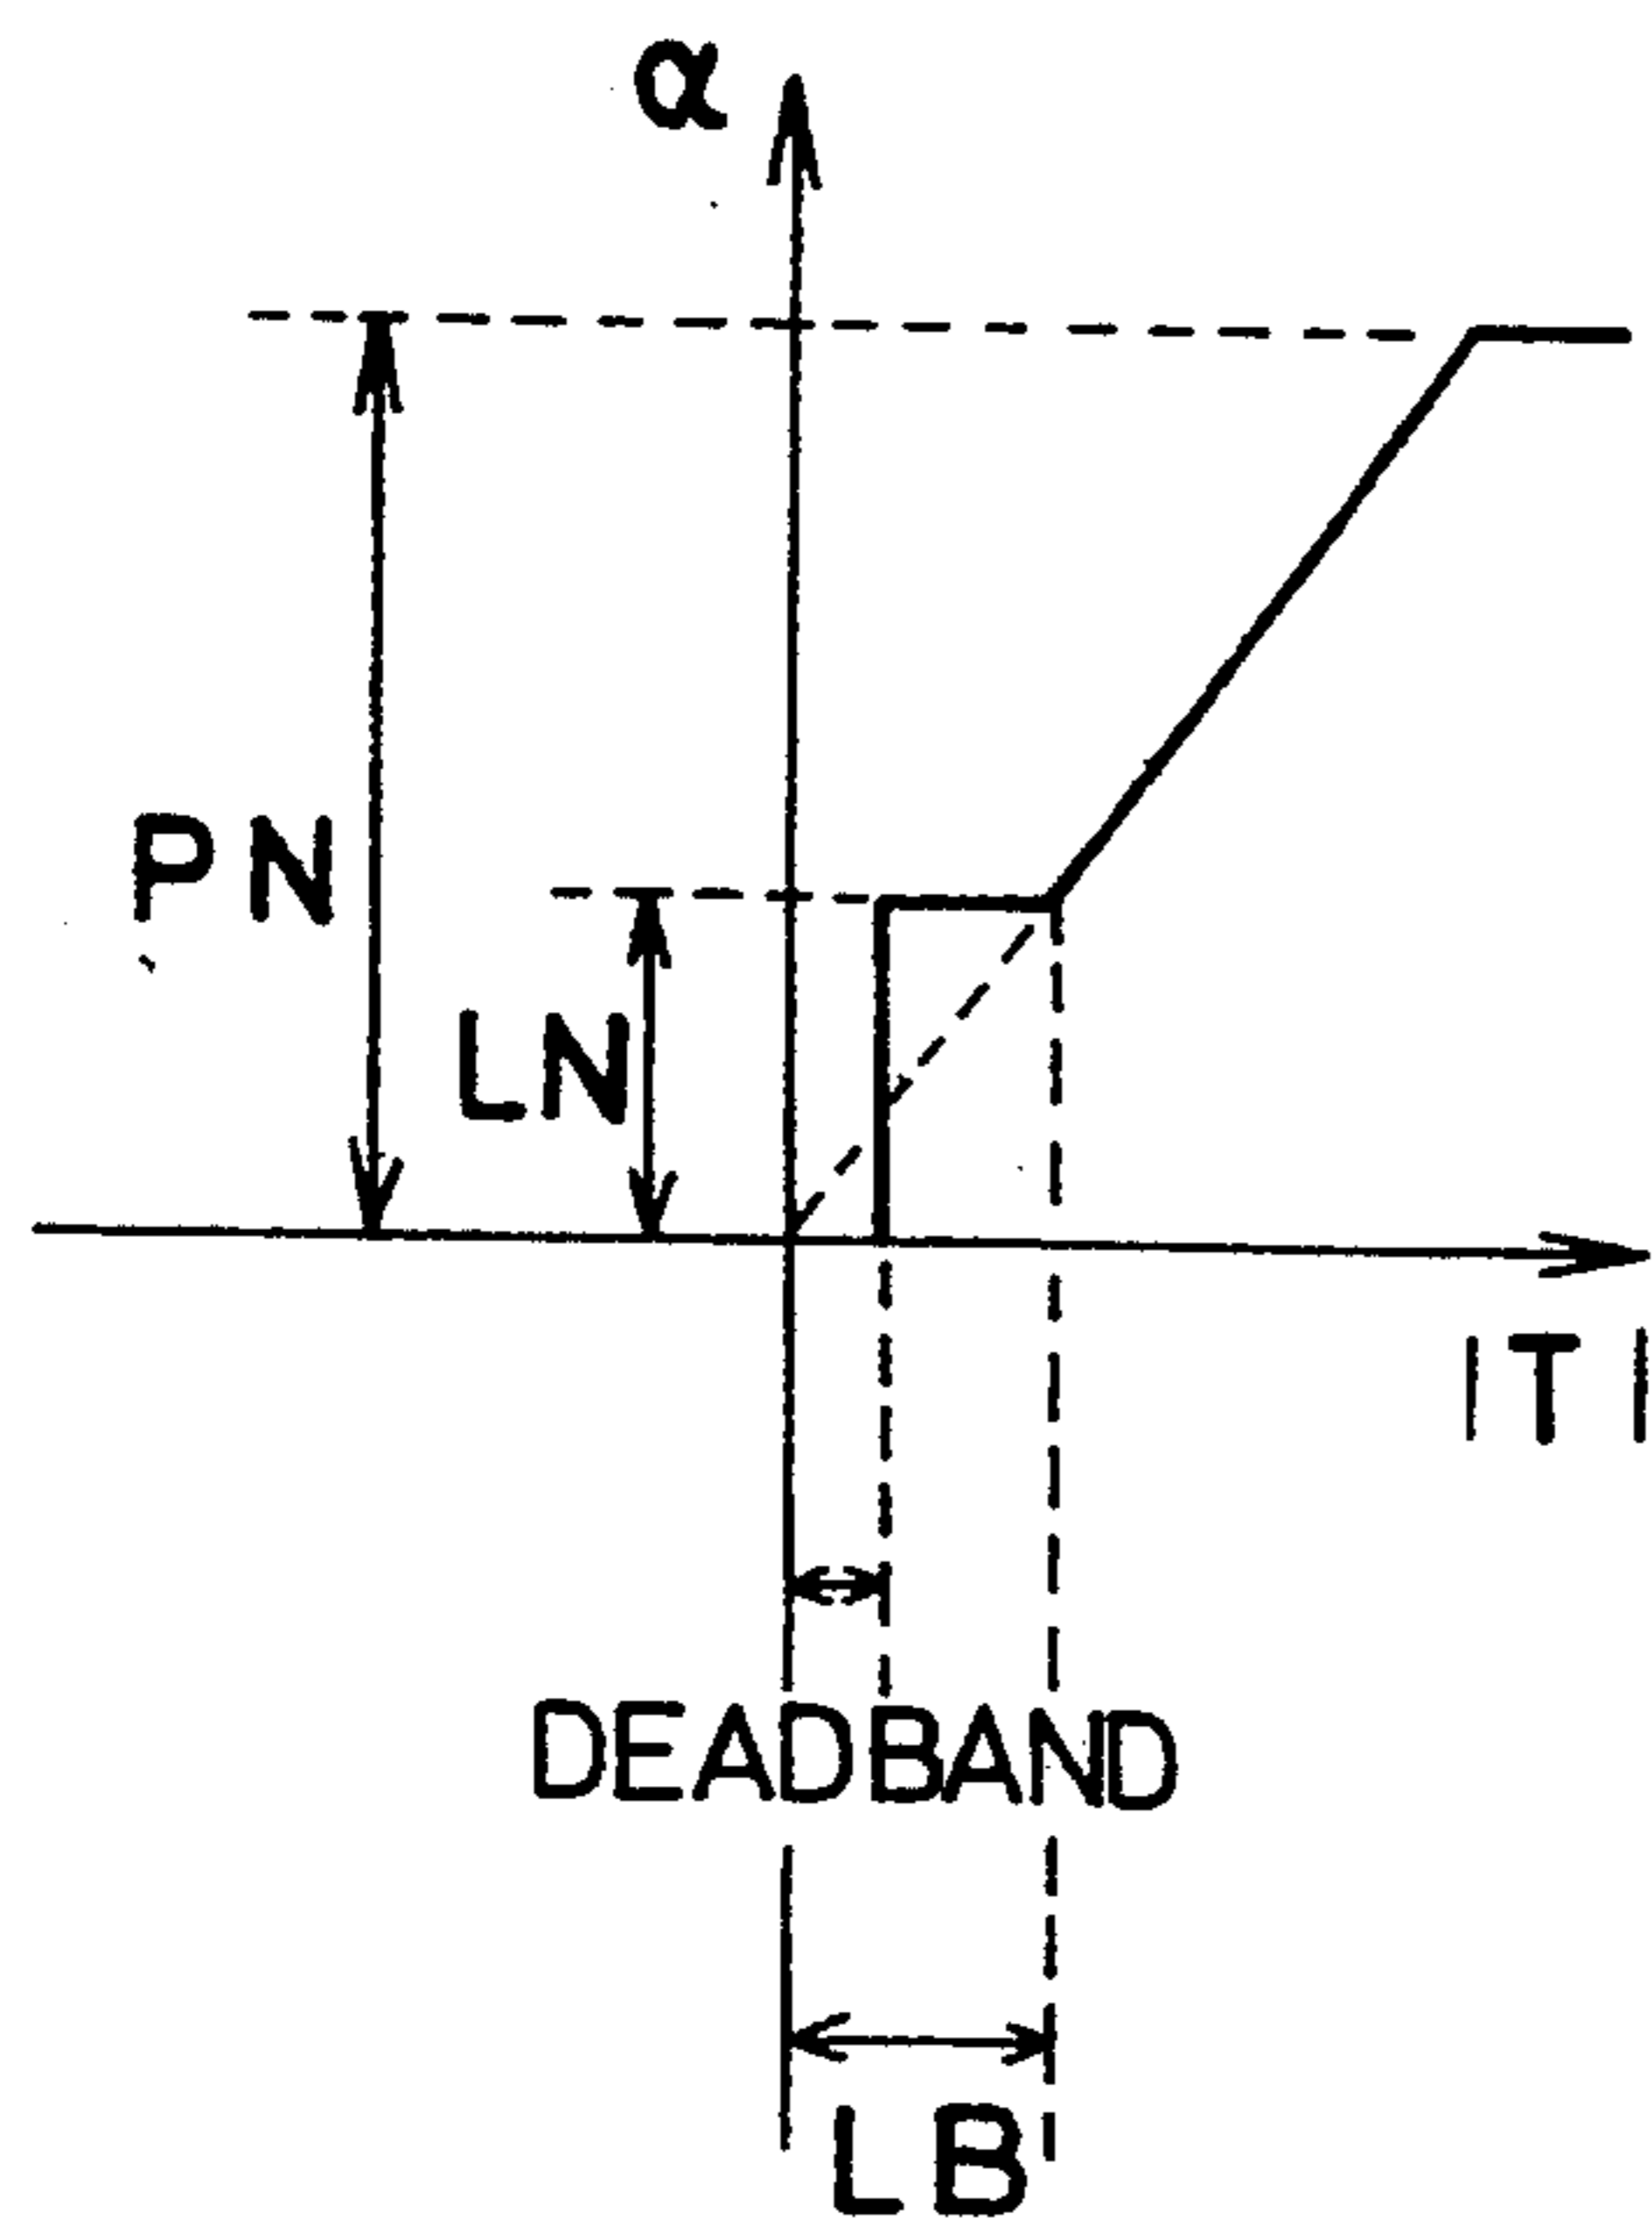 α
PN
LN
|T|
DEADBAND
LB